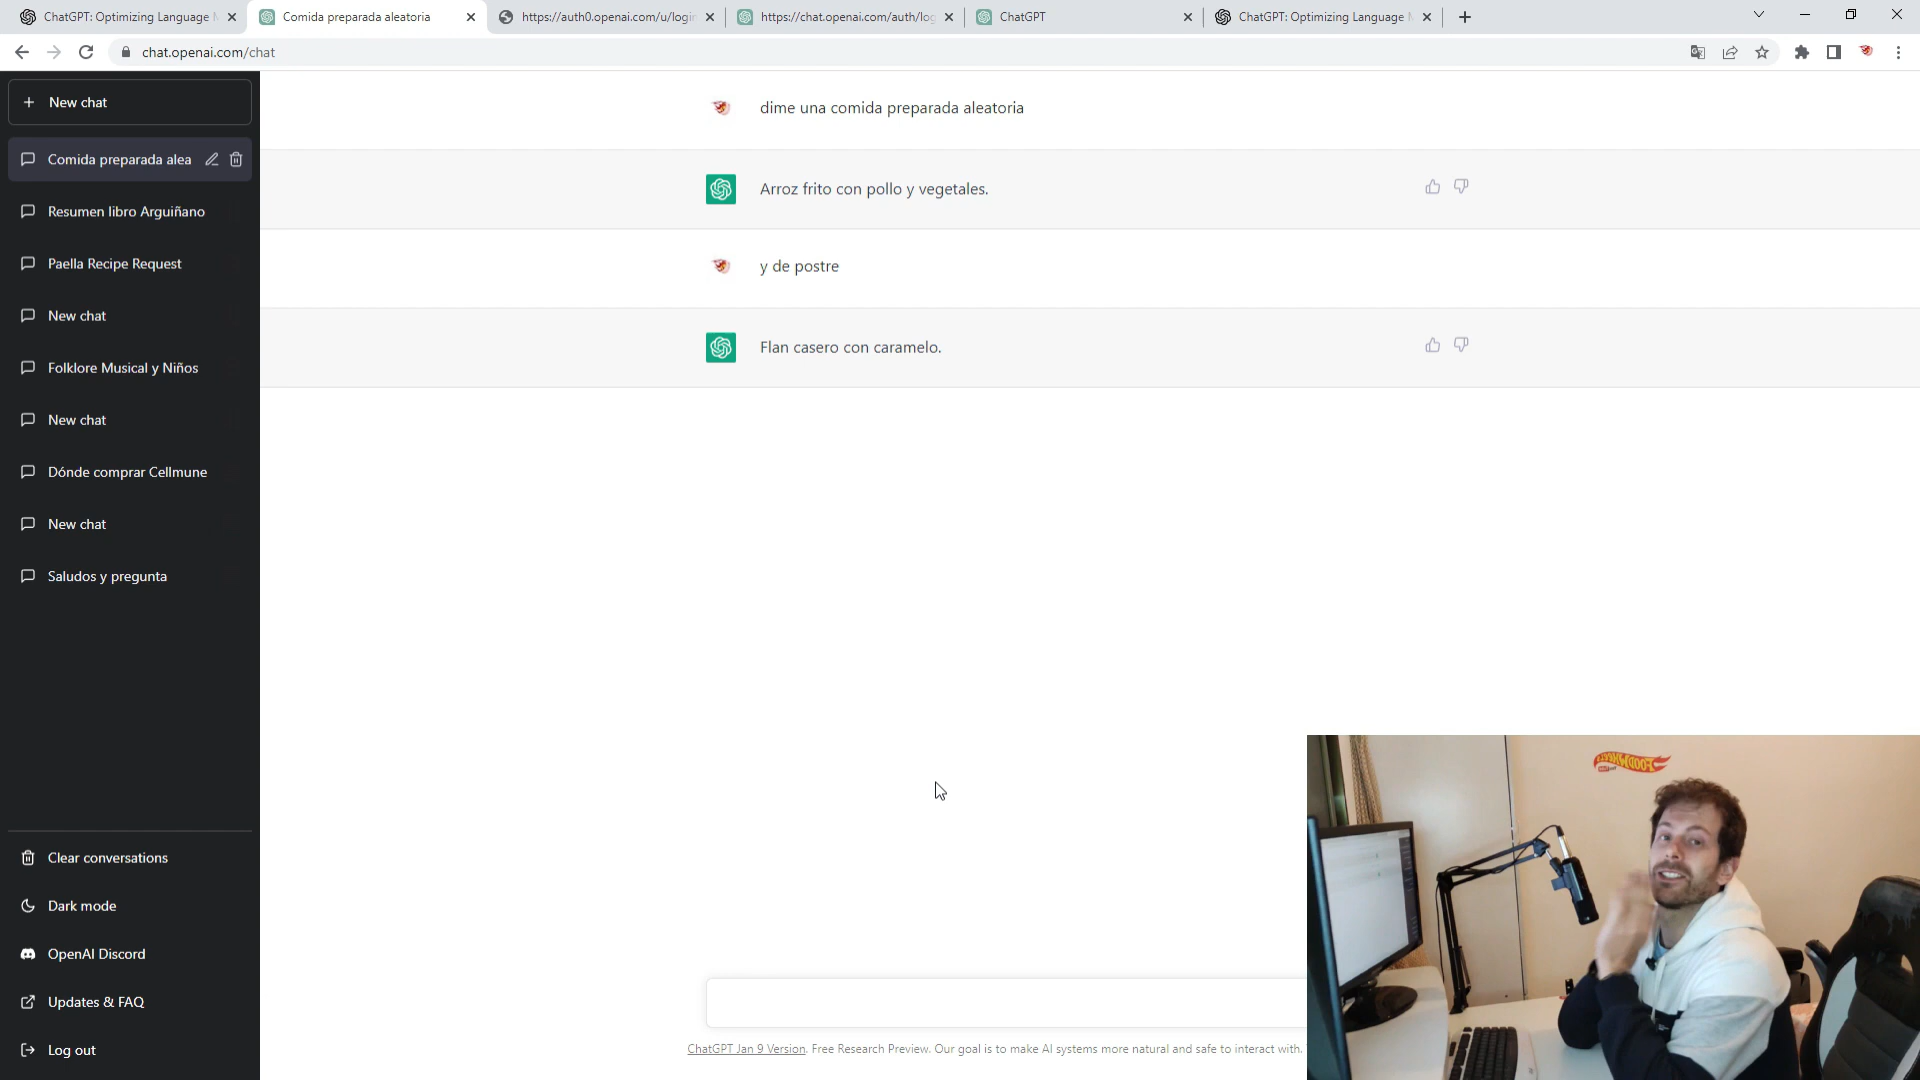 ChatGPT: Optimizing Language
Comida preparada aleatoria
https://auth0.openai.com/u/login
https://chat.openai.com/auth/log
ChatGPT
ChatGPT: Optimizing Language
chat.openai.com/chat
New chat
Comida preparada alea
Resumen libro Arguiñano
Paella Recipe Request
New chat
Folklore Musical y Niños
New chat
Dónde comprar Cellmune
New chat
Saludos y pregunta
Clear conversations
Dark mode
OpenAI Discord
Updates & FAQ
Log out
dime una comida preparada aleatoria
Arroz frito con pollo y vegetales.
y de postre
Flan casero con caramelo.
ChatGPT Jan 9 Version. Free Research Preview. Our goal is to make AI systems more natural and safe to interact with.
FOODWHEELS